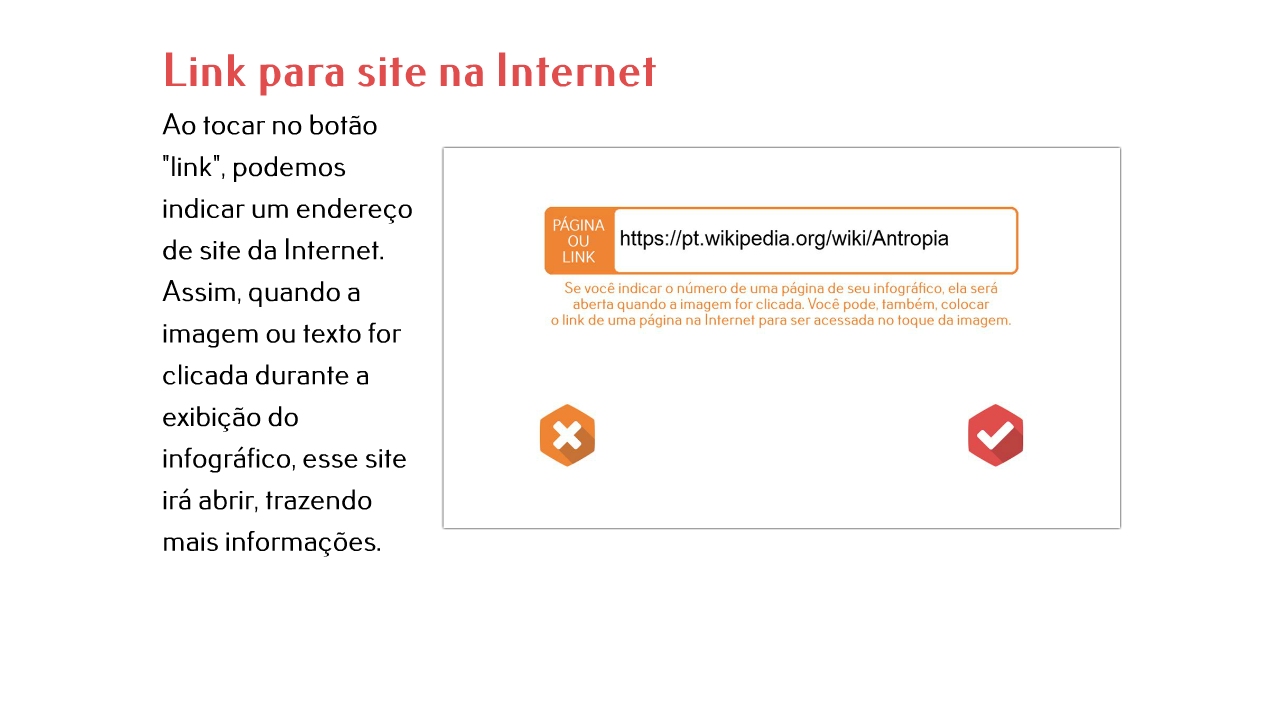 Link para site na Internet
Ao tocar no botão
"link", podemos
indicar um endereço
de site da Internet.
Assim, quando a
imagem ou texto for
clicada durante a
exibição do
infográfico, esse site
irá abrir, trazendo
mais informações.
PÁGINA
OU
LINK
https://pt.wikipedia.org/wiki/Antropia
Se você indicar o número de uma página de seu infográfico, ela será
aberta quando a imagem for clicada. Você pode, também, colocar
o link de uma página na Internet para ser acessada no toque da imagem.